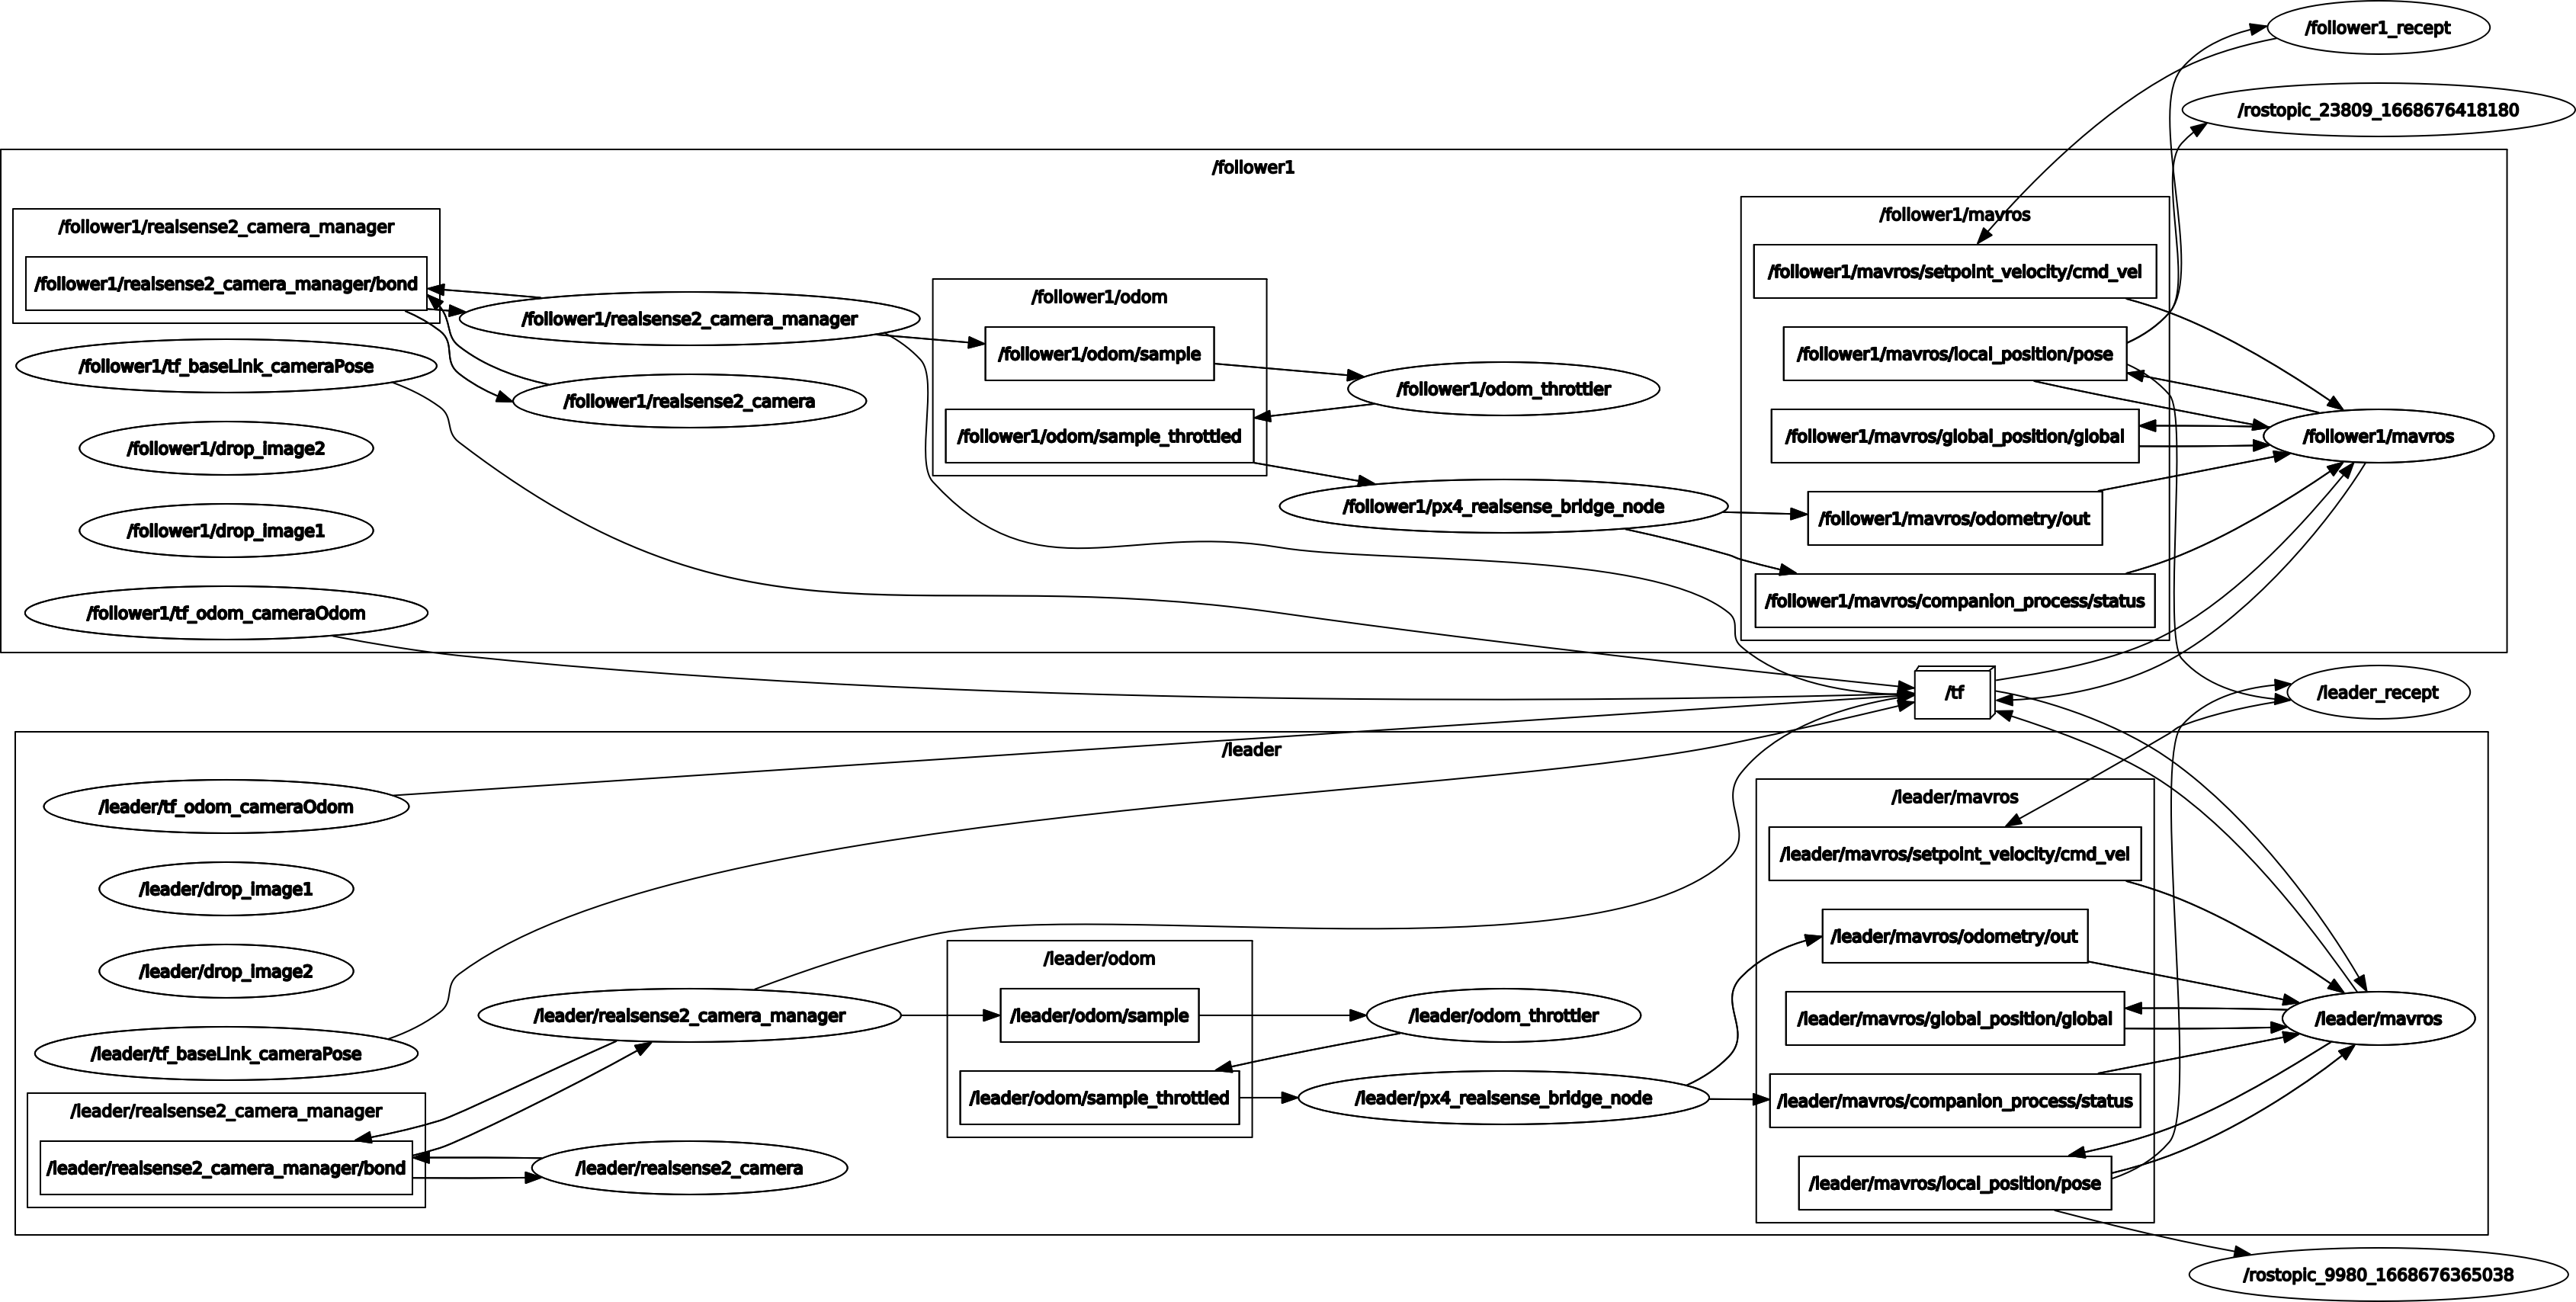 /follower1_recept
/rostopic_23809_1668676418180
/follower1
/follower1/realsense2_camera_manager
/follower1/realsense2_camera_manager/bond
/follower1/realsense2_camera_manager
/follower1/tf_baseLink_cameraPose
/follower1/realsense2_camera
/follower1/drop_image2
/follower1/drop_image1
/follower1/tf_odom_cameraOdom
/follower1/odom
/follower1/odom/sample
/follower1/odom/sample_throttled
/follower1/odom_throttler
/follower1/px4_realsense_bridge_node
/follower1/mavros
/follower1/mavros/setpoint_velocity/cmd_vel
/follower1/mavros/local_position/pose
/follower1/mavros/global_position/global
/follower1/mavros/odometry/out
/follower1/mavros/companion_process/status
/follower1/mavros
/tf
/leader_recept
/leader
/leader/tf_odom_cameraOdom
/leader/drop_image1
/leader/drop_image2
/leader/tf_baseLink_cameraPose
/leader/realsense2_camera_manager
/leader/realsense2_camera_manager/bond
/leader/realsense2_camera_manager
/leader/realsense2_camera
/leader/odom
/leader/odom/sample
/leader/odom/sample_throttled
/leader/odom_throttler
/leader/px4_realsense_bridge_node
/leader/mavros
/leader/mavros/setpoint_velocity/cmd_vel
/leader/mavros/odometry/out
/leader/mavros/global_position/global
/leader/mavros/companion_process/status
/leader/mavros/local_position/pose
/leader/mavros
/rostopic_9980_1668676365038